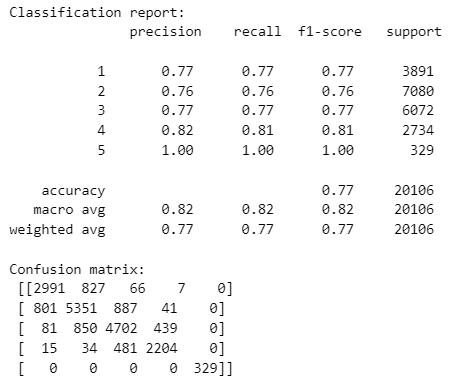 Classification report:
precision recall f1-score support
1 0.77 0.77 0.77 3891
2 0.76 0.76 0.76 7080
3 0.77 0.77 0.77 6072
4 0.82 0.81 0.81 2734
5 1.00 1.00 1.00 329
accuracy 0.77 20106
macro avg 0.82 0.82 0.82 20106
weighted avg 0.77 0.77 0.77 20106
Confusion matrix:
[[2991 827 66 7 0]
[ 801 5351 887 41 0]
[ 81 850 4702 439 0]
[ 15 34 481 2204 0]
[ 0 0 0 0 329]]